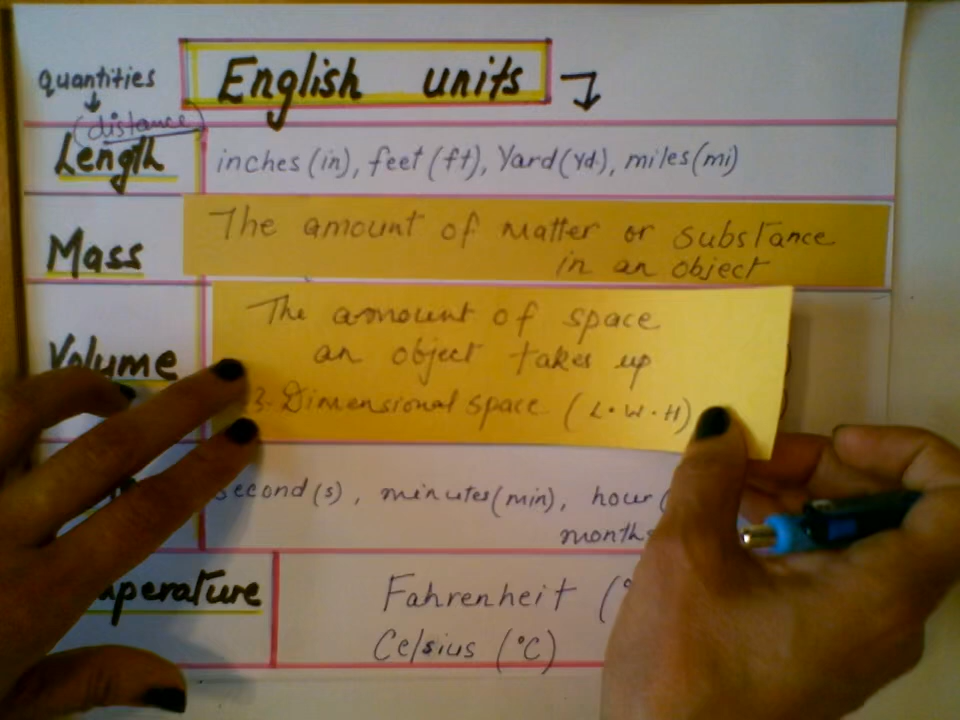 quantities
English units
(distance)
Length
inches (in), feet (ft), Yard (yd), miles (mi)
Mass
The amount of matter or substance
in an object
Volume
The amount of space
an object takes up
3. Dimensional space (L • W • H)
second (s), minutes (min), hour (
months
perature
Fahrenheit (°
Celsius (°C)